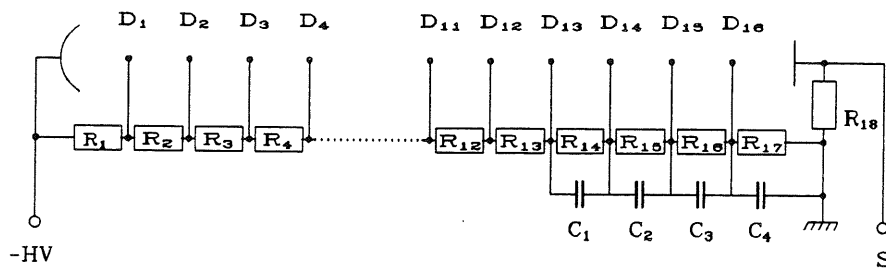 D₁ D₂ D₃ D₄ D₁₁ D₁₂ D₁₃ D₁₄ D₁₅ D₁₆
R₁ R₂ R₃ R₄ R₁₂ R₁₃ R₁₄ R₁₅ R₁₆ R₁₇ R₁₈
C₁ C₂ C₃ C₄
-HV S